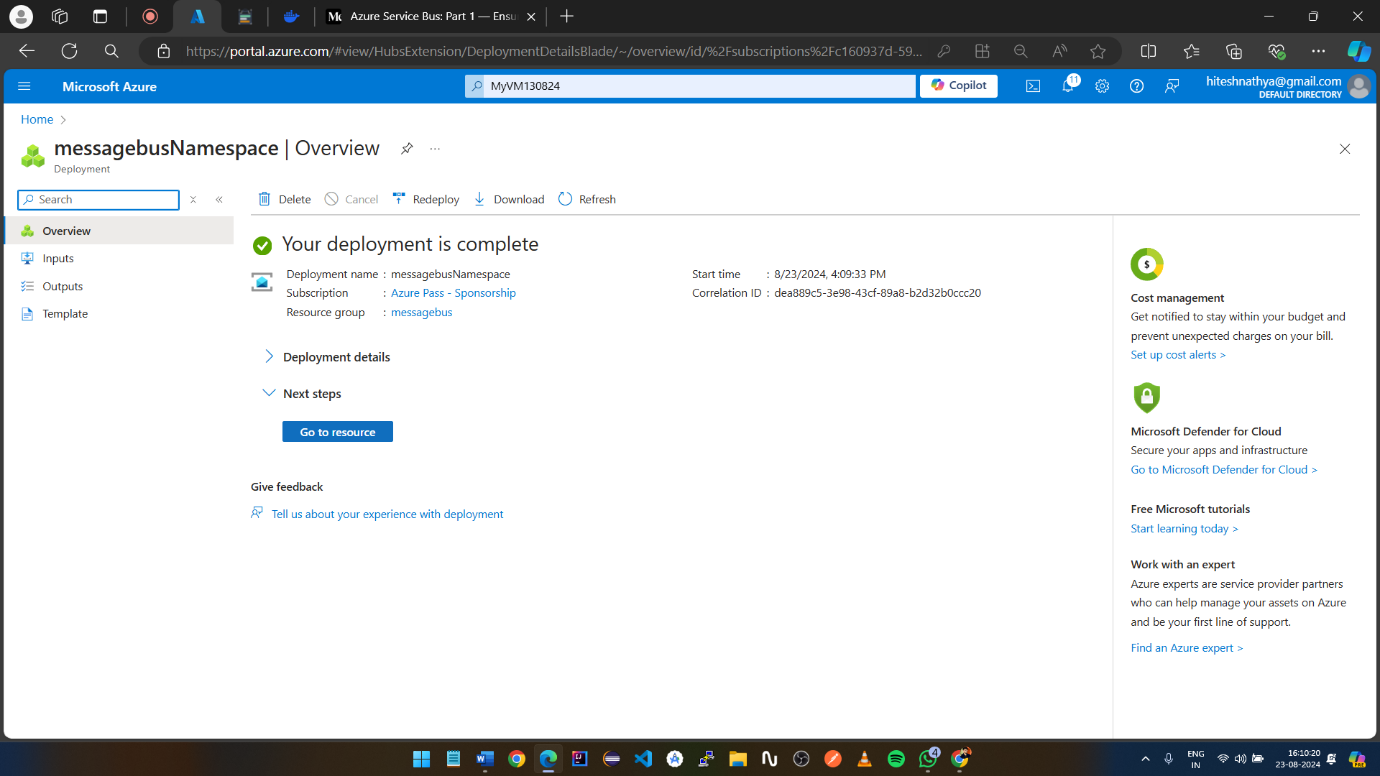 Azure Service Bus: Part 1 — Ensu
https://portal.azure.com/#view/HubsExtension/DeploymentDetailsBlade/~/overview/id/%2Fsubscriptions%2Fc160937d-59...
Microsoft Azure
MyVM130824
Copilot
11
hiteshnathya@gmail.com
DEFAULT DIRECTORY
Home
messagebusNamespace | Overview
Deployment
Search
Delete Cancel Redeploy Download Refresh
Overview
Inputs
Outputs
Template
Your deployment is complete
Deployment name : messagebusNamespace
Subscription : Azure Pass - Sponsorship
Resource group : messagebus
Start time : 8/23/2024, 4:09:33 PM
Correlation ID : dea889c5-3e98-43cf-89a8-b2d32b0ccc20
Deployment details
Next steps
Go to resource
Give feedback
Tell us about your experience with deployment
Cost management
Get notified to stay within your budget and
prevent unexpected charges on your bill.
Set up cost alerts >
Microsoft Defender for Cloud
Secure your apps and infrastructure
Go to Microsoft Defender for Cloud >
Free Microsoft tutorials
Start learning today >
Work with an expert
Azure experts are service provider partners
who can help manage your assets on Azure
and be your first line of support.
Find an Azure expert >
4
ENG
IN
16:10:20
23-08-2024